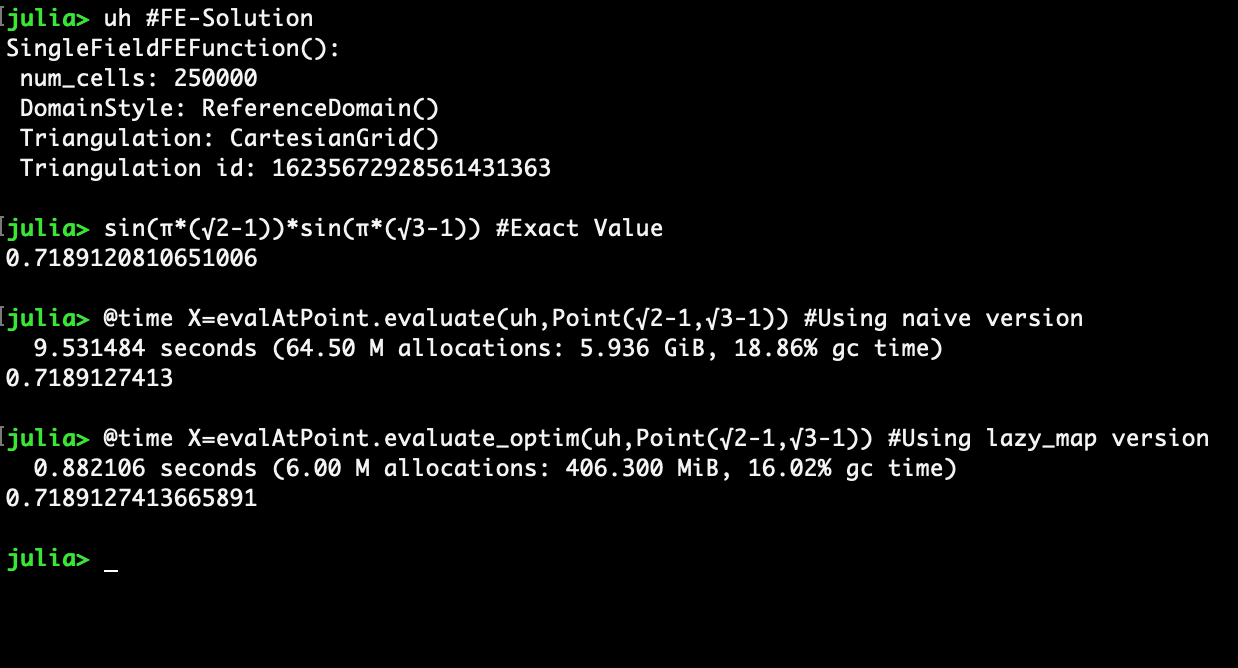 julia> uh #FE-Solution
SingleFieldFEFunction():
 num_cells: 250000
 DomainStyle: ReferenceDomain()
 Triangulation: CartesianGrid()
 Triangulation id: 16235672928561431363
julia> sin(π*(√2-1))*sin(π*(√3-1)) #Exact Value
0.7189120810651006
julia> @time X=evalAtPoint.evaluate(uh,Point(√2-1,√3-1)) #Using naive version
  9.531484 seconds (64.50 M allocations: 5.936 GiB, 18.86% gc time)
0.7189127413
julia> @time X=evalAtPoint.evaluate_optim(uh,Point(√2-1,√3-1)) #Using lazy_map version
  0.882106 seconds (6.00 M allocations: 406.300 MiB, 16.02% gc time)
0.7189127413665891
julia> _